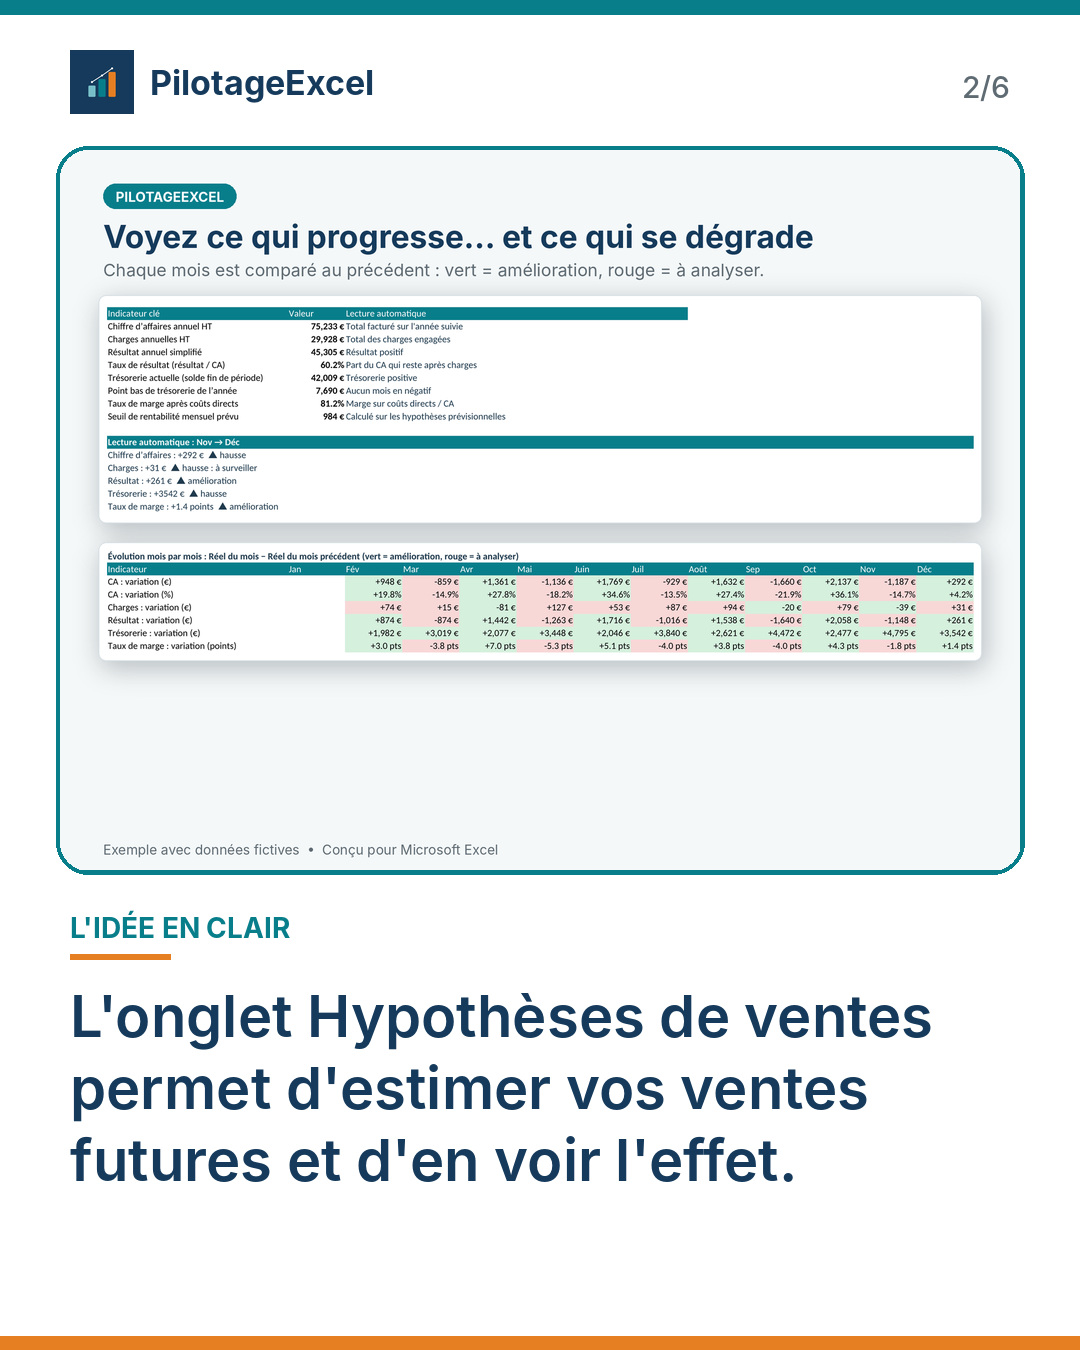 PilotageExcel
2/6
PILOTAGEEXCEL
Voyez ce qui progresse... et ce qui se dégrade
Chaque mois est comparé au précédent : vert = amélioration, rouge = à analyser.
Indicateur clé Valeur Lecture automatique
Chiffre d'affaires annuel HT 75,233 € Total facturé sur l'année suivie
Charges annuelles HT 29,928 € Total des charges engagées
Résultat annuel simplifié 45,305 € Résultat positif
Taux de résultat (résultat / CA) 60.2% Part du CA qui reste après charges
Trésorerie actuelle (solde fin de période) 42,009 € Trésorerie positive
Point bas de trésorerie de l'année 7,690 € Aucun mois en négatif
Taux de marge après coûts directs 81.2% Marge sur coûts directs / CA
Seuil de rentabilité mensuel prévu 984 € Calculé sur les hypothèses prévisionnelles
Lecture automatique : Nov → Déc
Chiffre d'affaires : +292 € ▲ hausse
Charges : +31 € ▲ hausse : à surveiller
Résultat : +261 € ▲ amélioration
Trésorerie : +3542 € ▲ hausse
Taux de marge : +1.4 points ▲ amélioration
Évolution mois par mois : Réel du mois − Réel du mois précédent (vert = amélioration, rouge = à analyser)
Indicateur Jan Fév Mar Avr Mai Juin Juil Août Sep Oct Nov Déc
CA : variation (€) +948 € -859 € +1,361 € -1,136 € +1,769 € -929 € +1,632 € -1,660 € +2,137 € -1,187 € +292 €
CA : variation (%) +19.8% -14.9% +27.8% -18.2% +34.6% -13.5% +27.4% -21.9% +36.1% -14.7% +4.2%
Charges : variation (€) +74 € +15 € -81 € +127 € +53 € +87 € +94 € -20 € +79 € -39 € +31 €
Résultat : variation (€) +874 € -874 € +1,442 € -1,263 € +1,716 € -1,016 € +1,538 € -1,640 € +2,058 € -1,148 € +261 €
Trésorerie : variation (€) +1,982 € +3,019 € +2,077 € +3,448 € +2,046 € +3,840 € +2,621 € +4,472 € +2,477 € +4,795 € +3,542 €
Taux de marge : variation (points) +3.0 pts -3.8 pts +7.0 pts -5.3 pts +5.1 pts -4.0 pts +3.8 pts -4.0 pts +4.3 pts -1.8 pts +1.4 pts
Exemple avec données fictives • Conçu pour Microsoft Excel
L'IDÉE EN CLAIR
L'onglet Hypothèses de ventes
permet d'estimer vos ventes
futures et d'en voir l'effet.